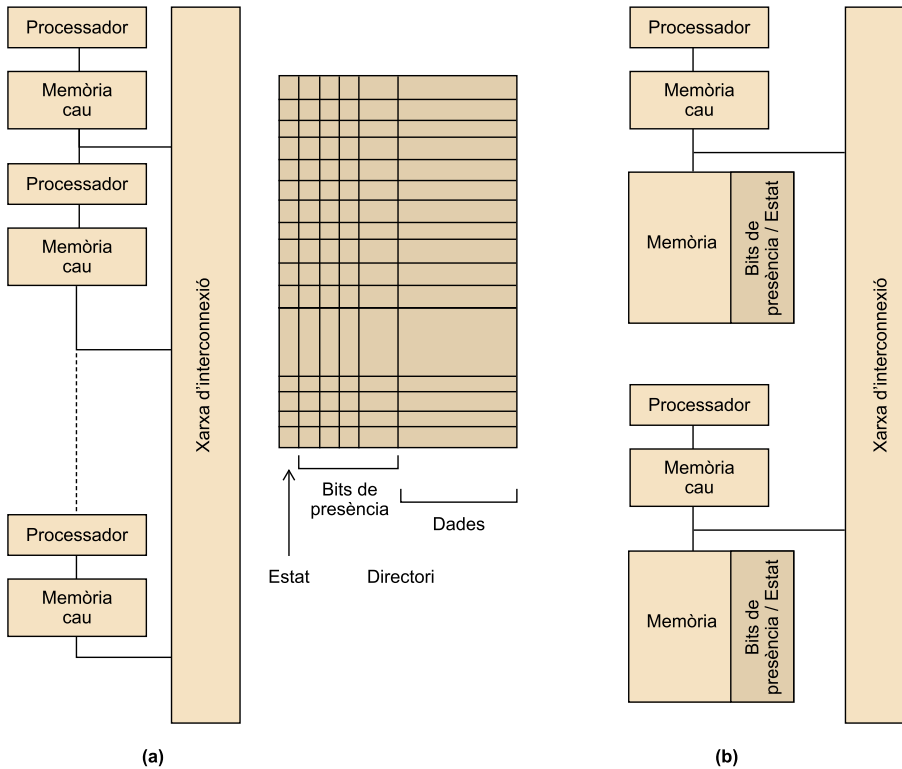 Processador
Memòria
cau
Processador
Memòria
cau
Processador
Memòria
cau
Xarxa d'interconnexió
Bits de
presència
Dades
Estat
Directori
(a)
Processador
Memòria
cau
Memòria
Bits de
presència / Estat
Processador
Memòria
cau
Memòria
Bits de
presència / Estat
Xarxa d'interconnexió
(b)